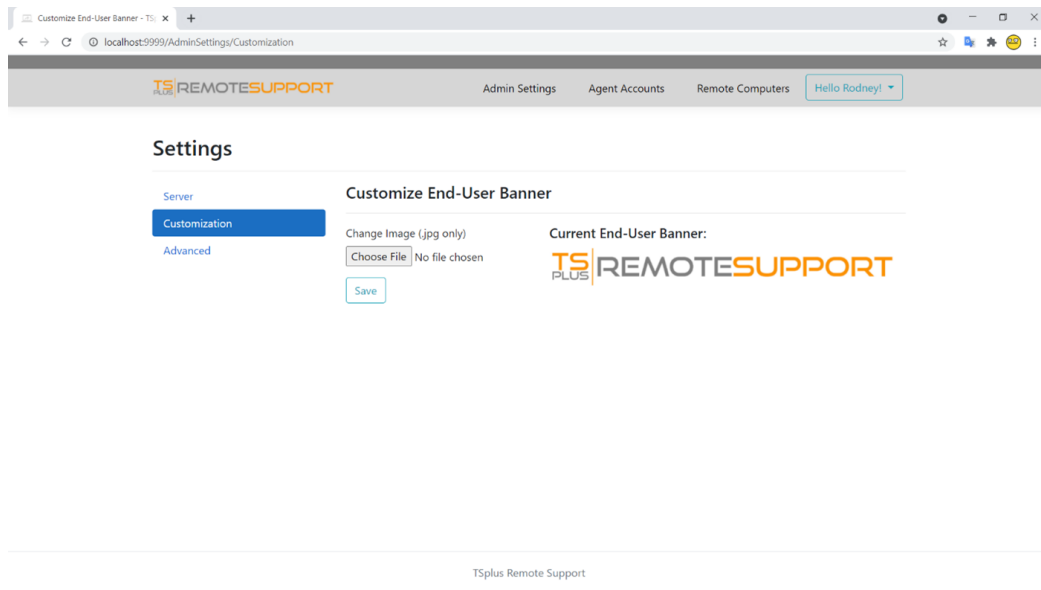 Customize End-User Banner - TS
localhost:9999/AdminSettings/Customization
TS PLUS REMOTESUPPORT
Admin Settings
Agent Accounts
Remote Computers
Hello Rodney!
Settings
Server
Customization
Advanced
Customize End-User Banner
Change Image (.jpg only)
Choose File No file chosen
Save
Current End-User Banner:
TS PLUS REMOTESUPPORT
TSplus Remote Support